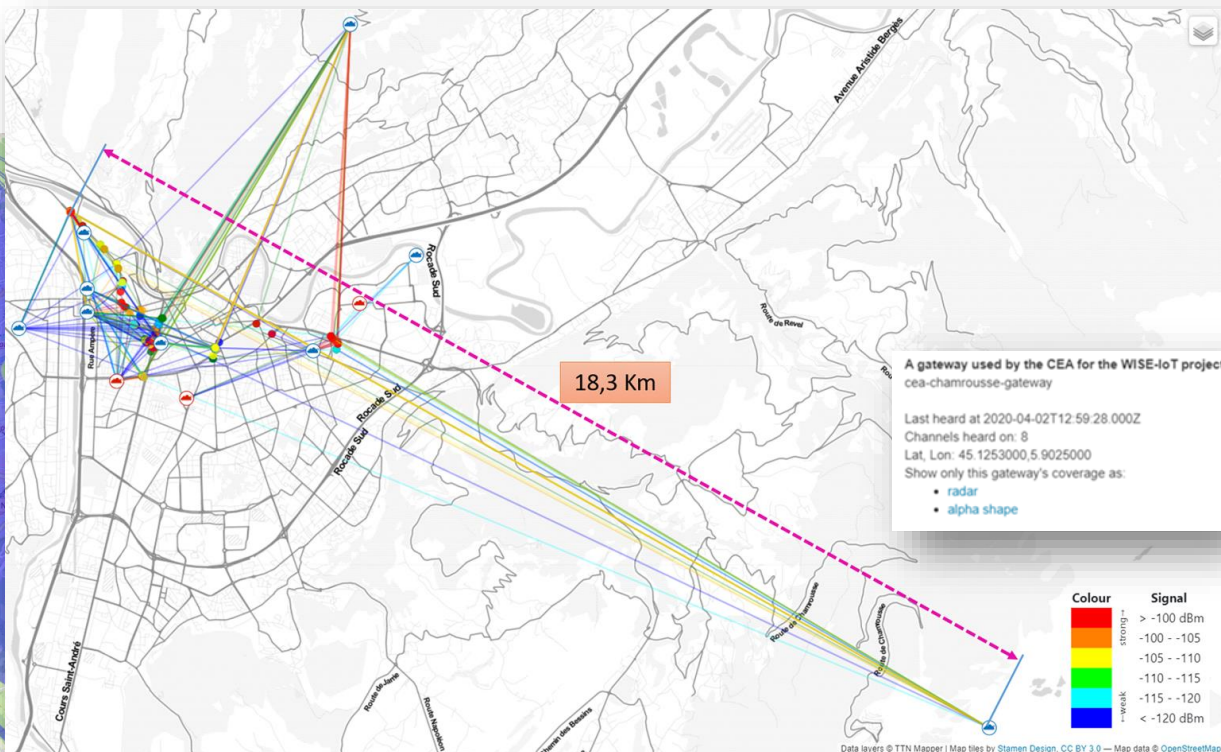 Avenue Aristide Bergès
Rocade Sud
Route de Revel
Rue Ampère
18,3 Km
A gateway used by the CEA for the WISE-IoT project
cea-chamrousse-gateway
Last heard at 2020-04-02T12:59:28.000Z
Channels heard on: 8
Lat, Lon: 45.1253000,5.9025000
Show only this gateway's coverage as:
• radar
• alpha shape
Rocade Sud
Rocade Sud
Route de Chamrousse
Route de Chamrousse
Cours Saint-André
Route de Jarrie
Route Napoléon
Chemin des Bessins
Colour Signal
strong→
> -100 dBm
-100 - -105
-105 - -110
-110 - -115
-115 - -120
< -120 dBm
←weak
Data layers © TTN Mapper | Map tiles by Stamen Design, CC BY 3.0 — Map data © OpenStreetMap